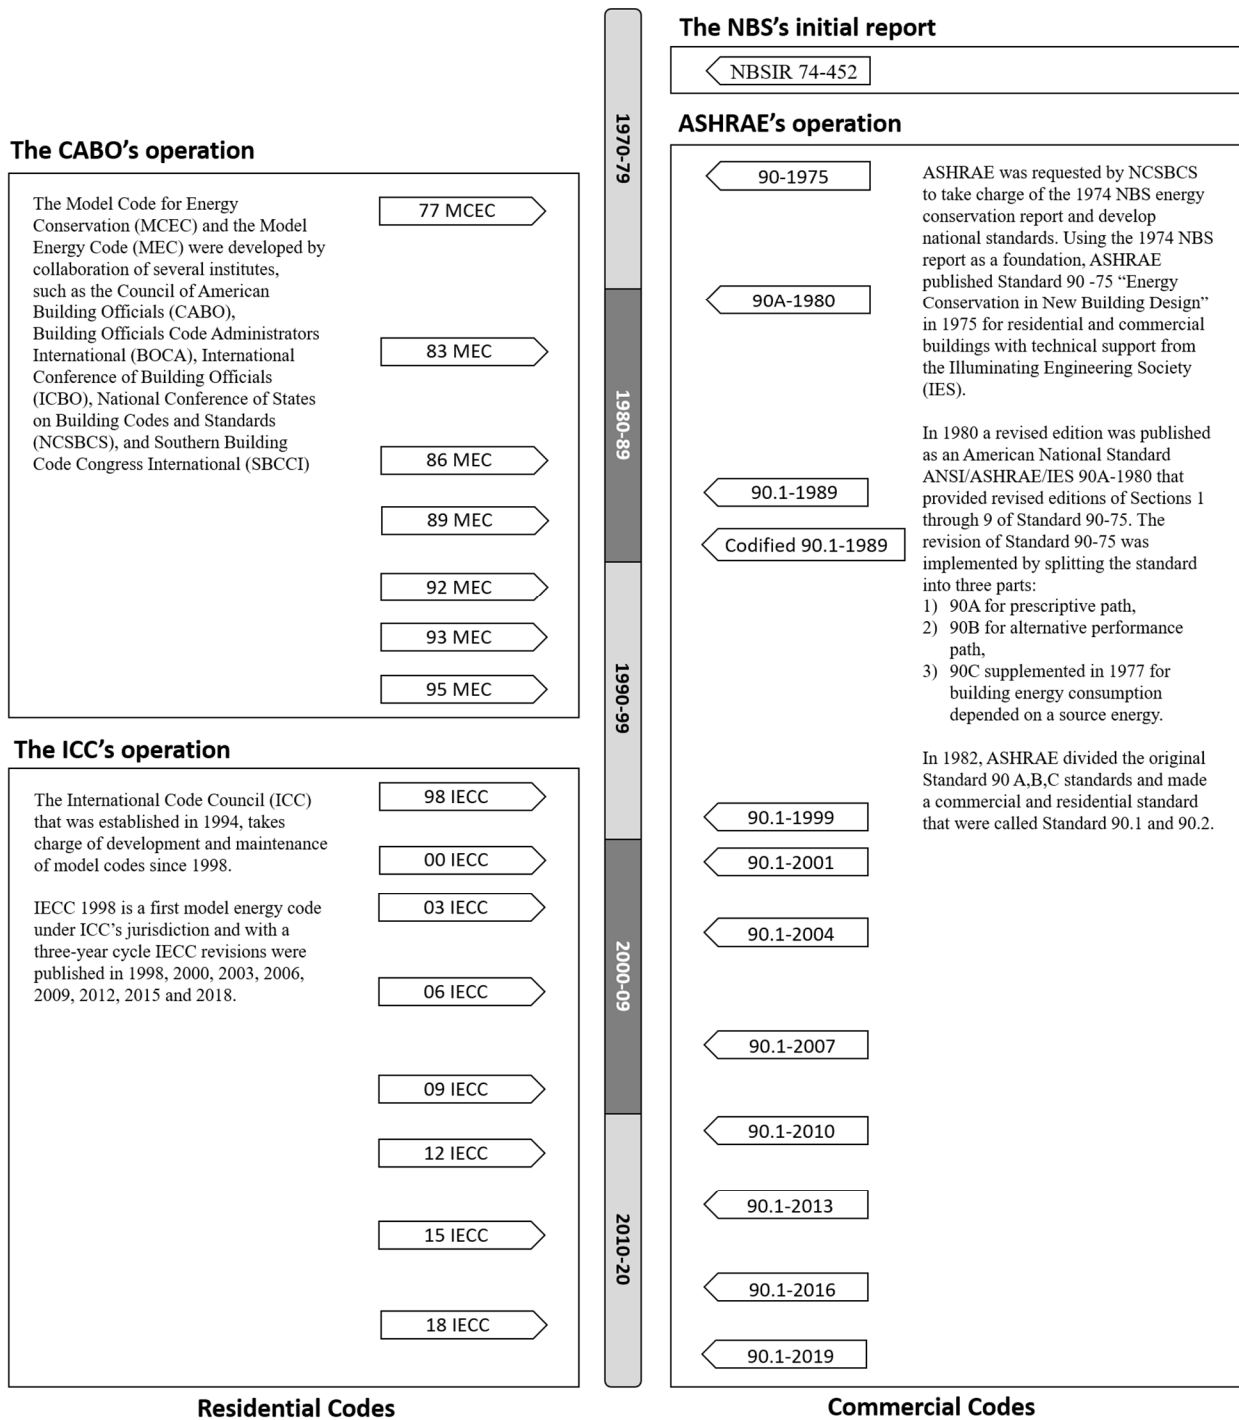 The NBS's initial report
NBSIR 74-452
ASHRAE's operation
90-1975
90A-1980
90.1-1989
Codified 90.1-1989
90.1-1999
90.1-2001
90.1-2004
90.1-2007
90.1-2010
90.1-2013
90.1-2016
90.1-2019
ASHRAE was requested by NCSBCS
to take charge of the 1974 NBS energy
conservation report and develop
national standards. Using the 1974 NBS
report as a foundation, ASHRAE
published Standard 90 -75 “Energy
Conservation in New Building Design”
in 1975 for residential and commercial
buildings with technical support from
the Illuminating Engineering Society
(IES).
In 1980 a revised edition was published
as an American National Standard
ANSI/ASHRAE/IES 90A-1980 that
provided revised editions of Sections 1
through 9 of Standard 90-75. The
revision of Standard 90-75 was
implemented by splitting the standard
into three parts:
1) 90A for prescriptive path,
2) 90B for alternative performance
path,
3) 90C supplemented in 1977 for
building energy consumption
depended on a source energy.
In 1982, ASHRAE divided the original
Standard 90 A,B,C standards and made
a commercial and residential standard
that were called Standard 90.1 and 90.2.
Commercial Codes
1970-79
1980-89
1990-99
2000-09
2010-20
The CABO's operation
The Model Code for Energy
Conservation (MCEC) and the Model
Energy Code (MEC) were developed by
collaboration of several institutes,
such as the Council of American
Building Officials (CABO),
Building Officials Code Administrators
International (BOCA), International
Conference of Building Officials
(ICBO), National Conference of States
on Building Codes and Standards
(NCSBCS), and Southern Building
Code Congress International (SBCCI)
77 MCEC
83 MEC
86 MEC
89 MEC
92 MEC
93 MEC
95 MEC
The ICC's operation
The International Code Council (ICC)
that was established in 1994, takes
charge of development and maintenance
of model codes since 1998.
IECC 1998 is a first model energy code
under ICC's jurisdiction and with a
three-year cycle IECC revisions were
published in 1998, 2000, 2003, 2006,
2009, 2012, 2015 and 2018.
98 IECC
00 IECC
03 IECC
06 IECC
09 IECC
12 IECC
15 IECC
18 IECC
Residential Codes